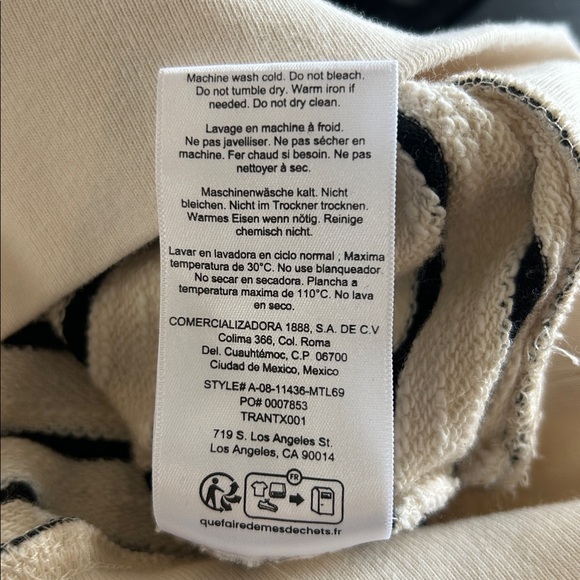 Machine wash cold. Do not bleach.
Do not tumble dry. Warm iron if
needed. Do not dry clean.
Lavage en machine à froid.
Ne pas javelliser. Ne pas sécher en
machine. Fer chaud si besoin. Ne pas
nettoyer à sec.
Maschinenwäsche kalt. Nicht
bleichen. Nicht im Trockner trocknen.
Warmes Eisen wenn nötig. Reinige
chemisch nicht.
Lavar en lavadora en ciclo normal ; Maxima
temperatura de 30°C. No use blanqueador
No secar en secadora. Plancha a
temperatura maxima de 110°C. No lava
en seco.
COMERCIALIZADORA 1888, S.A. DE C.V
Colima 366, Col. Roma
Del. Cuauhtémoc, C.P. 06700
Ciudad de Mexico, Mexico
STYLE# A-08-11436-MTL69
PO# 0007853
TRANTX001
719 S. Los Angeles St.
Los Angeles, CA 90014
FR
quefairedemesdechets.fr